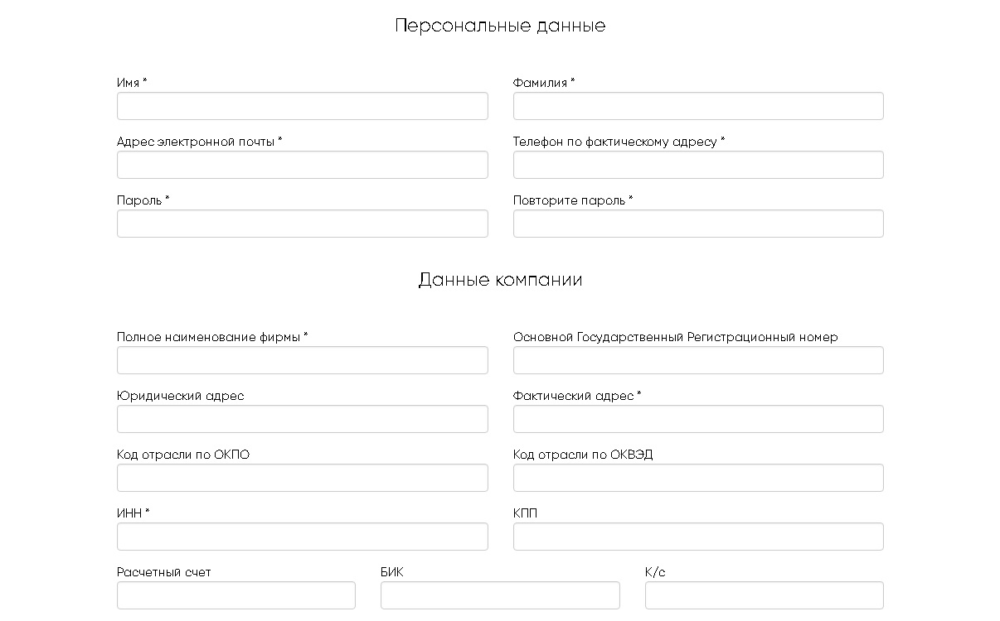 Персональные данные
Имя *
Фамилия *
Адрес электронной почты *
Телефон по фактическому адресу *
Пароль *
Повторите пароль *
Данные компании
Полное наименование фирмы *
Основной Государственный Регистрационный номер
Юридический адрес
Фактический адрес *
Код отрасли по ОКПО
Код отрасли по ОКВЭД
ИНН *
КПП
Расчетный счет
БИК
К/с